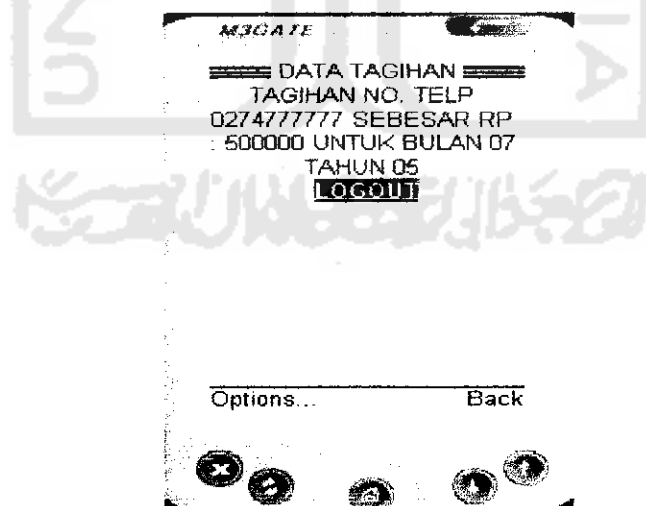 M3GATE
===== DATA TAGIHAN =====
TAGIHAN NO. TELP
0274777777 SEBESAR RP
: 500000 UNTUK BULAN 07
TAHUN 05
LOGOUT
Options... Back